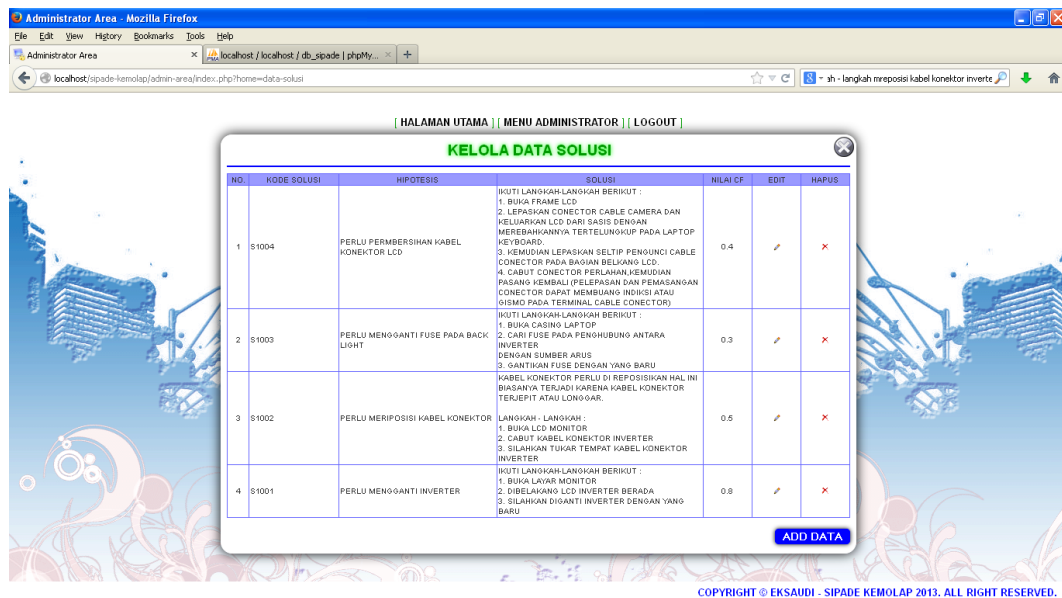 Administrator Area - Mozilla Firefox
File Edit View History Bookmarks Tools Help
Administrator Area × localhost / localhost / db_sipade | phpMy... × +
localhost/sipade-kemolap/admin-area/index.php?home=data-solusi
8 - langkah mreposisi kabel konektor inverte
[ HALAMAN UTAMA ] [ MENU ADMINISTRATOR ] [ LOGOUT ]
KELOLA DATA SOLUSI
NO. KODE SOLUSI HIPOTESIS SOLUSI NILAI CF EDIT HAPUS
1 S1004
PERLU PERMBERSIHAN KABEL
KONEKTOR LCD
IKUTI LANGKAH-LANGKAH BERIKUT :
1. BUKA FRAME LCD
2. LEPASKAN CONECTOR CABLE CAMERA DAN
KELUARKAN LCD DARI SASIS DENGAN
MEREBAHKANNYA TERTELUNGKUP PADA LAPTOP
KEYBOARD.
3. KEMUDIAN LEPASKAN SELTIP PENGUNCI CABLE
CONECTOR PADA BAGIAN BELKANG LCD.
4. CABUT CONECTOR PERLAHAN,KEMUDIAN
PASANG KEMBALI (PELEPASAN DAN PEMASANGAN
CONECTOR DAPAT MEMBUANG INDIKSI ATAU
GISMO PADA TERMINAL CABLE CONECTOR)
0.4
2 S1003
PERLU MENGGANTI FUSE PADA BACK
LIGHT
IKUTI LANGKAH-LANGKAH BERIKUT :
1. BUKA CASING LAPTOP
2. CARI FUSE PADA PENGHUBUNG ANTARA
INVERTER
DENGAN SUMBER ARUS
3. GANTIKAN FUSE DENGAN YANG BARU
0.3
3 S1002
PERLU MERIPOSISI KABEL KONEKTOR
KABEL KONEKTOR PERLU DI REPOSISIKAN HAL INI
BIASANYA TERJADI KARENA KABEL KONEKTOR
TERJEPIT ATAU LONGGAR.
LANGKAH - LANGKAH :
1. BUKA LCD MONITOR
2. CABUT KABEL KONEKTOR INVERTER
3. SILAHKAN TUKAR TEMPAT KABEL KONEKTOR
INVERTER
0.5
4 S1001
PERLU MENGGANTI INVERTER
IKUTI LANGKAH-LANGKAH BERIKUT :
1. BUKA LAYAR MONITOR
2. DIBELAKANG LCD INVERTER BERADA
3. SILAHKAN DIGANTI INVERTER DENGAN YANG
BARU
0.8
ADD DATA
COPYRIGHT © EKSAUDI - SIPADE KEMOLAP 2013. ALL RIGHT RESERVED.